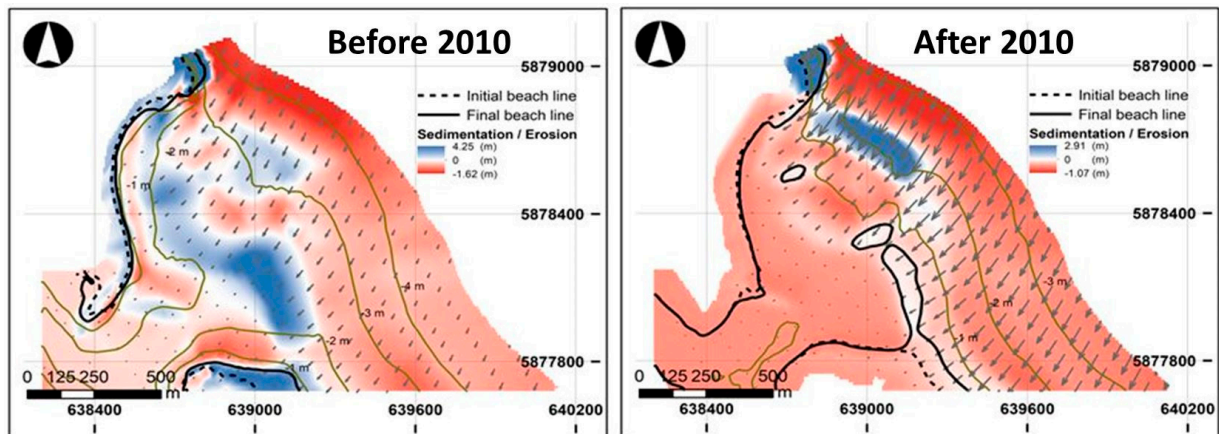 Before 2010
5879000
Initial beach line
Final beach line
Sedimentation / Erosion
4.25 (m)
0 (m)
-1.62 (m)
-2 m
-1 m
5878400
-4 m
-3 m
-2 m
-1 m
5877800
0 125 250 500
m
638400 639000 639600 640200
After 2010
5879000
Initial beach line
Final beach line
Sedimentation / Erosion
2.91 (m)
0 (m)
-1.07 (m)
5878400
-3 m
-2 m
-1 m
5877800
0 125 250 500
m
638400 639000 639600 640200